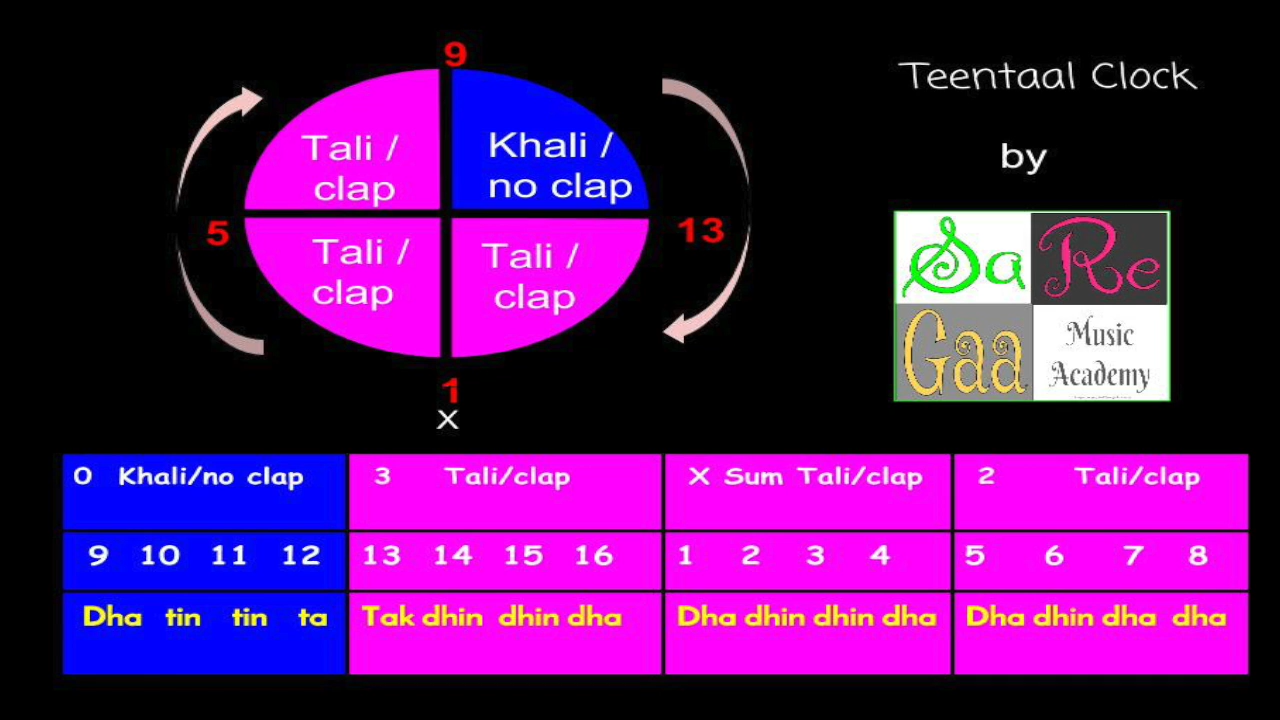 9
Teentaal Clock
by
Tali /
clap
Khali /
no clap
5
13
Tali /
clap
Tali /
clap
1
X
Sa Re
Gaa Music
Academy
0 Khali/no clap 3 Tali/clap X Sum Tali/clap 2 Tali/clap
9 10 11 12 13 14 15 16 1 2 3 4 5 6 7 8
Dha tin tin ta Tak dhin dhin dha Dha dhin dhin dha Dha dhin dha dha